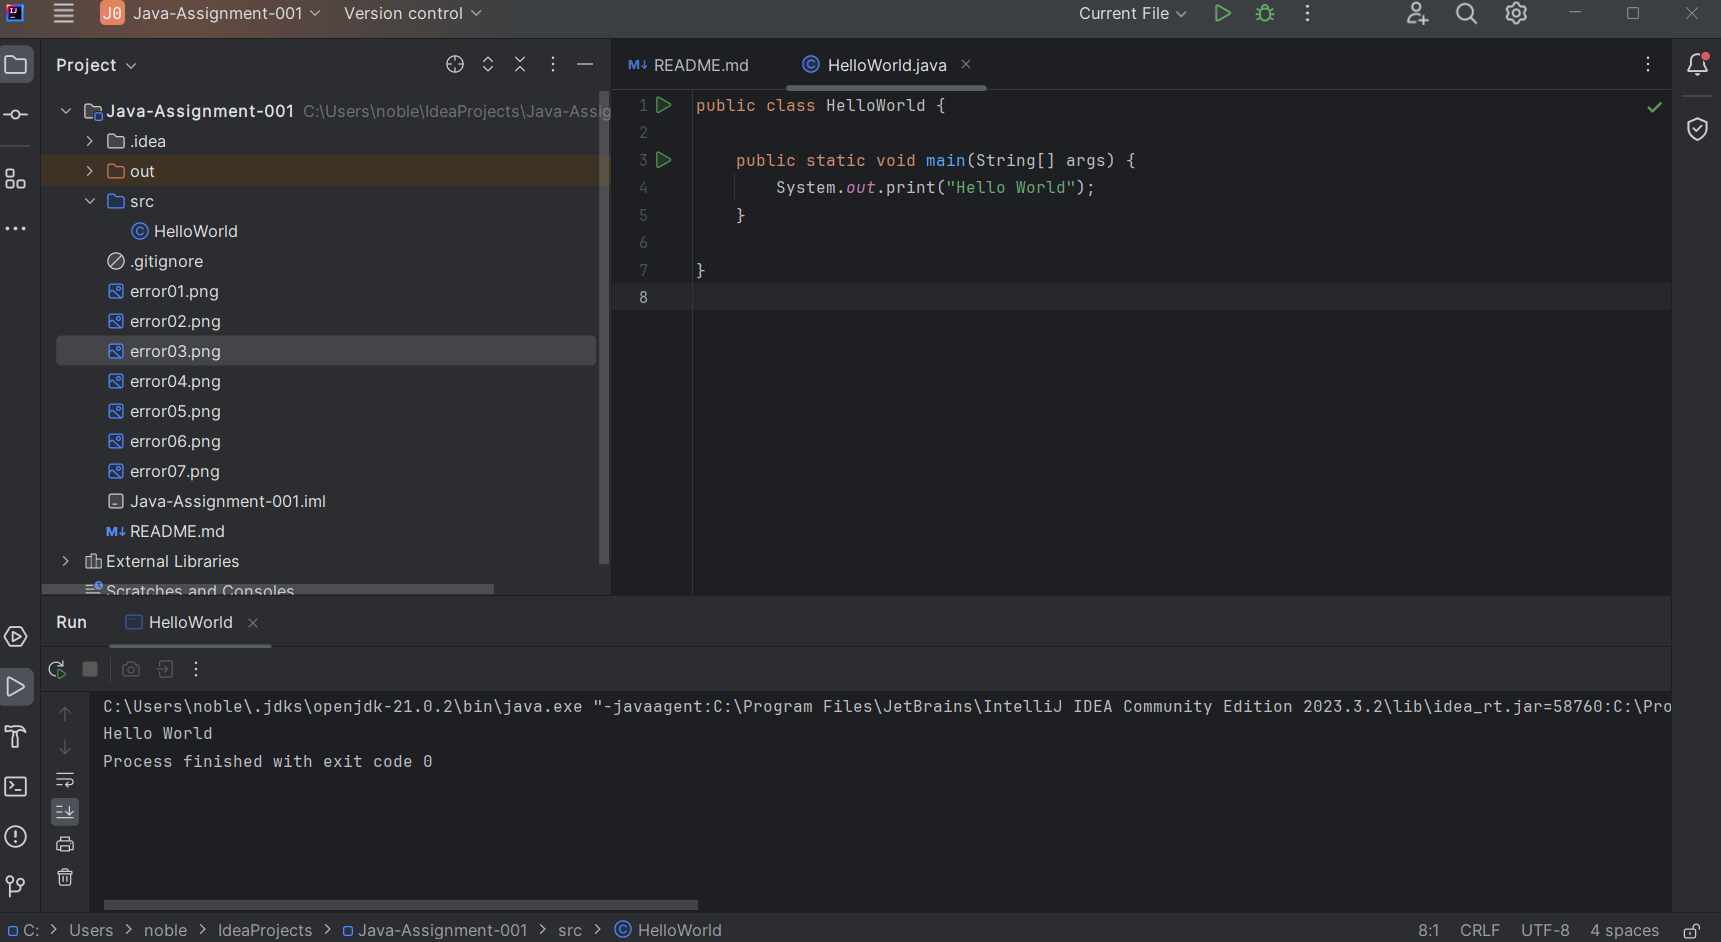 J0 Java-Assignment-001 Version control Current File
Project
Java-Assignment-001 C:\Users\noble\IdeaProjects\Java-Assig
.idea
out
src
HelloWorld
.gitignore
error01.png
error02.png
error03.png
error04.png
error05.png
error06.png
error07.png
Java-Assignment-001.iml
M↓ README.md
External Libraries
Scratches and Consoles
M↓ README.md HelloWorld.java
1 public class HelloWorld {
2
3 public static void main(String[] args) {
4 System.out.print("Hello World");
5 }
6
7 }
8
Run HelloWorld
C:\Users\noble\.jdks\openjdk-21.0.2\bin\java.exe "-javaagent:C:\Program Files\JetBrains\IntelliJ IDEA Community Edition 2023.3.2\lib\idea_rt.jar=58760:C:\Pro
Hello World
Process finished with exit code 0
C: > Users > noble > IdeaProjects > Java-Assignment-001 > src > HelloWorld 8:1 CRLF UTF-8 4 spaces